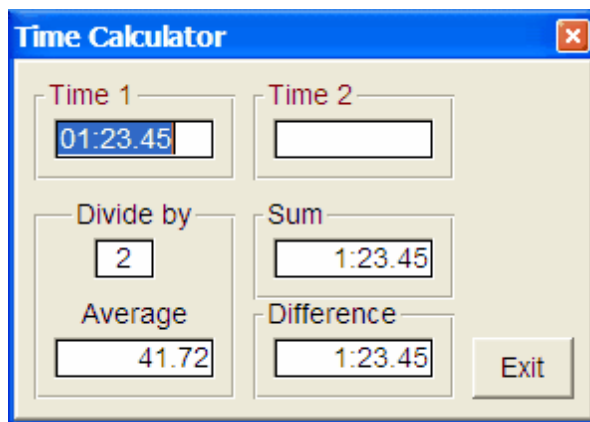 Time Calculator
Time 1 Time 2
01:23.45
Divide by Sum
2 1:23.45
Average Difference
41.72 1:23.45 Exit